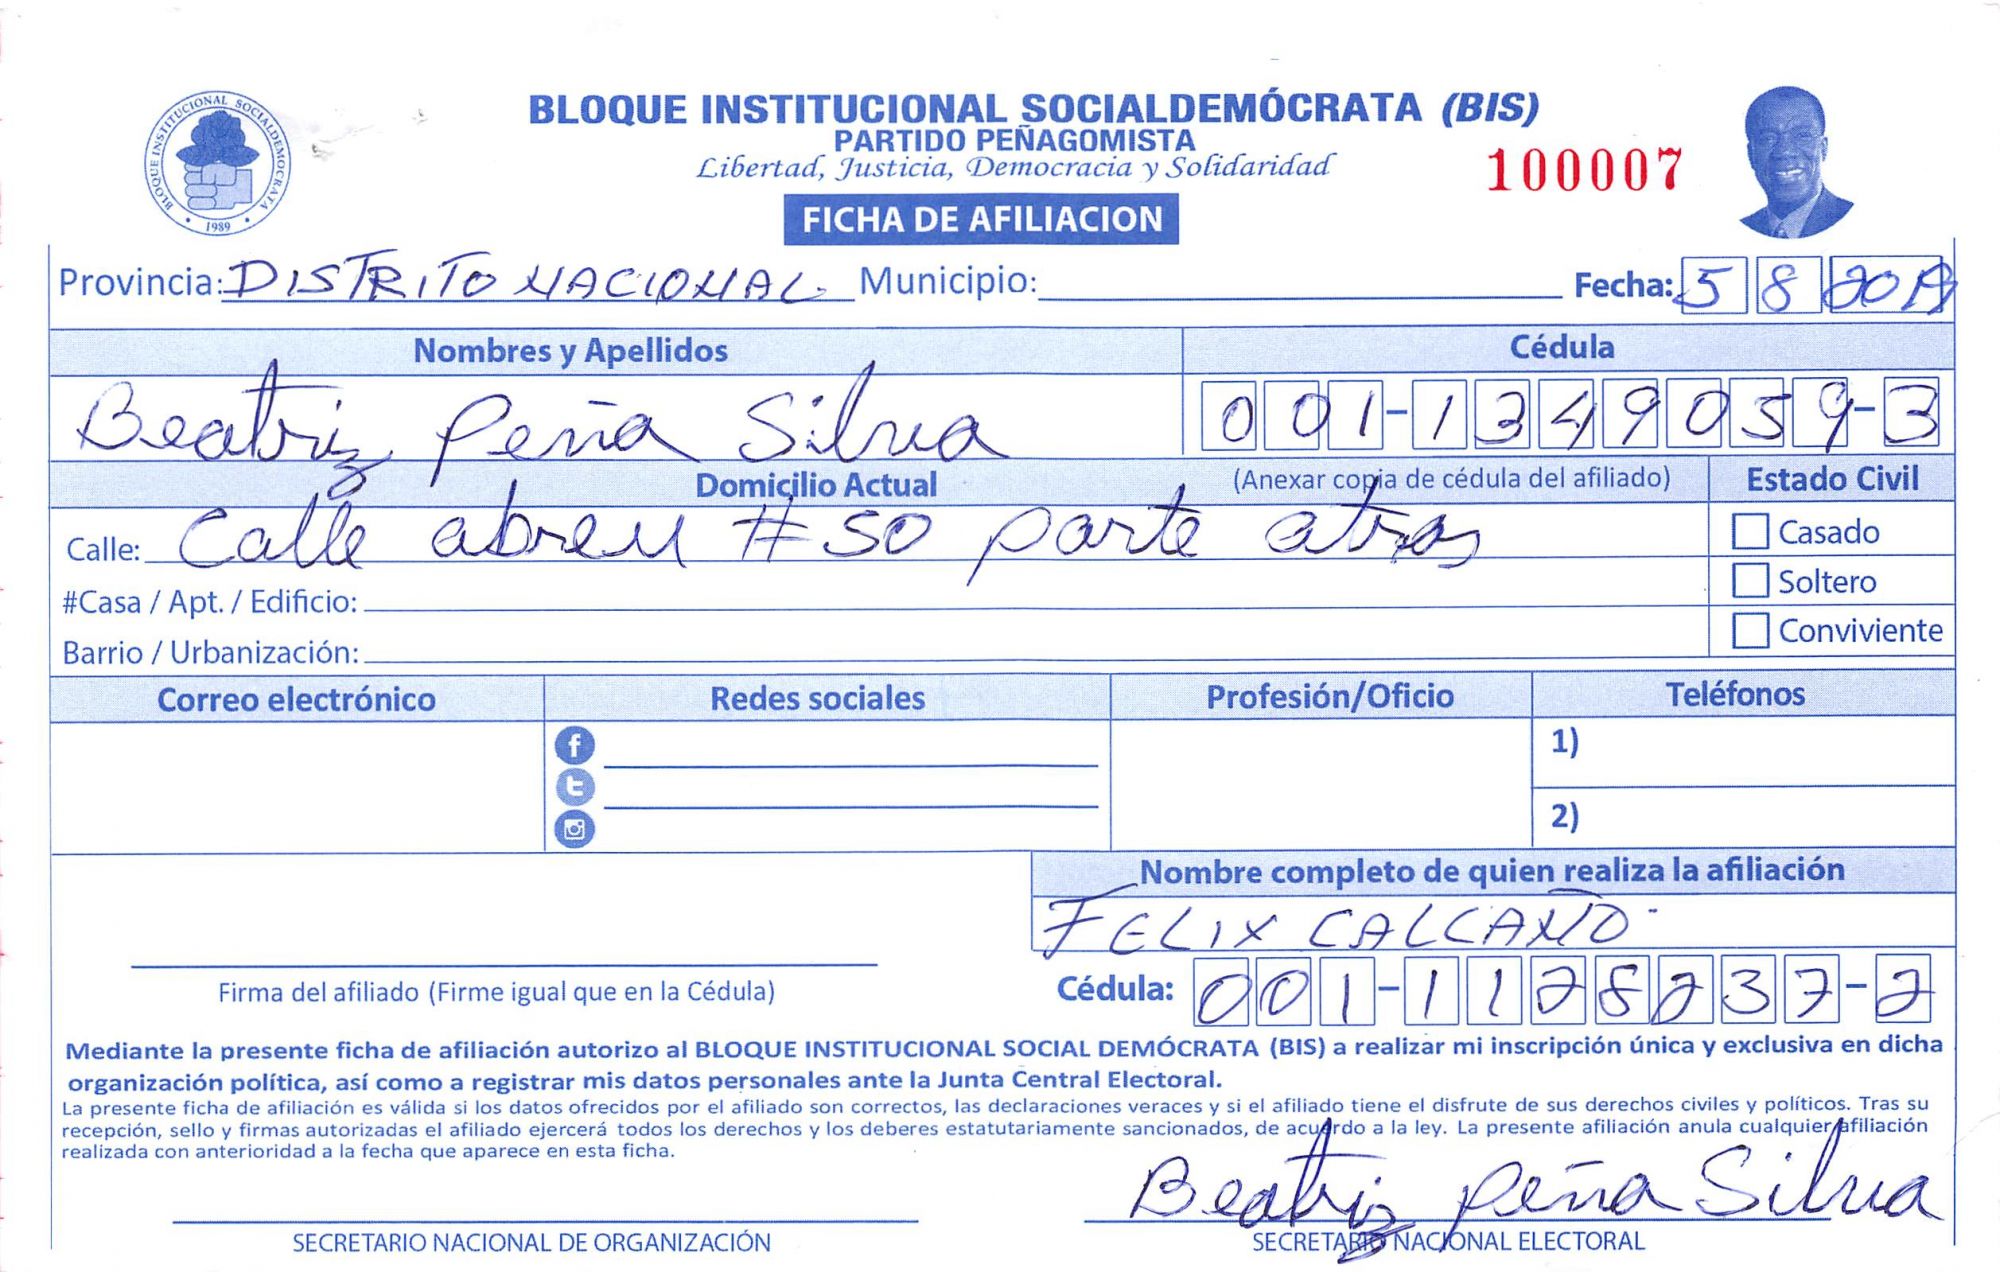 BLOQUE INSTITUCIONAL SOCIALDEMOCRATA
1989
BLOQUE INSTITUCIONAL SOCIALDEMÓCRATA (BIS)
PARTIDO PEÑAGOMISTA
Libertad, Justicia, Democracia y Solidaridad
100007
FICHA DE AFILIACION
Provincia: DISTRITO NACIONAL Municipio: Fecha: 5 8 2019
Nombres y Apellidos Cédula
Beatriz Peña Silva 001-1349059-3
Domicilio Actual (Anexar copia de cédula del afiliado) Estado Civil
Calle: Calle abreu #50 parte atras Casado
#Casa / Apt. / Edificio: Soltero
Barrio / Urbanización: Conviviente
Correo electrónico Redes sociales Profesión/Oficio Teléfonos
1)
2)
Nombre completo de quien realiza la afiliación
FELIX CALCAÑO.
Firma del afiliado (Firme igual que en la Cédula) Cédula: 001-1128237-2
Mediante la presente ficha de afiliación autorizo al BLOQUE INSTITUCIONAL SOCIAL DEMÓCRATA (BIS) a realizar mi inscripción única y exclusiva en dicha
organización política, así como a registrar mis datos personales ante la Junta Central Electoral.
La presente ficha de afiliación es válida si los datos ofrecidos por el afiliado son correctos, las declaraciones veraces y si el afiliado tiene el disfrute de sus derechos civiles y políticos. Tras su
recepción, sello y firmas autorizadas el afiliado ejercerá todos los derechos y los deberes estatutariamente sancionados, de acuerdo a la ley. La presente afiliación anula cualquier afiliación
realizada con anterioridad a la fecha que aparece en esta ficha.
Beatriz Peña Silva
SECRETARIO NACIONAL DE ORGANIZACIÓN SECRETARIO NACIONAL ELECTORAL